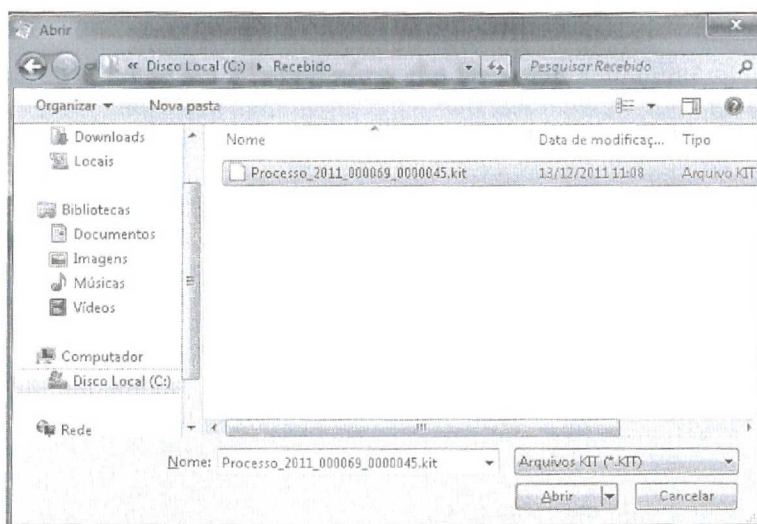 Abrir
« Disco Local (C:) ▸ Recebido
Pesquisar Recebido
Organizar
Nova pasta
Nome
Data de modificaç...
Tipo
Processo_2011_000069_0000045.kit
13/12/2011 11:08
Arquivo KIT
Downloads
Locais
Bibliotecas
Documentos
Imagens
Músicas
Vídeos
Computador
Disco Local (C:)
Rede
Nome: Processo_2011_000069_0000045.kit
Arquivos KIT (*.KIT)
Abrir
Cancelar